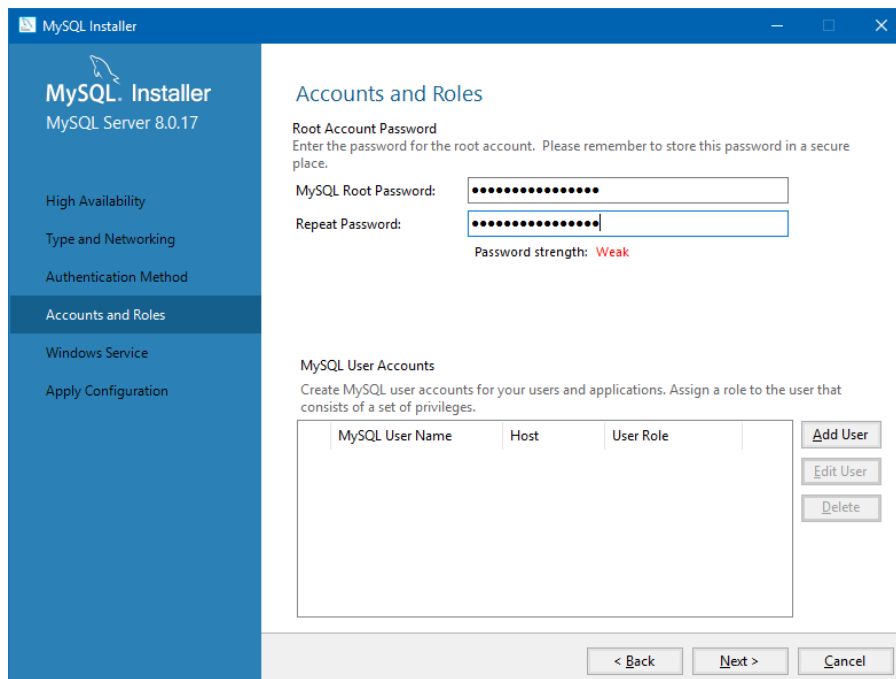 MySQL Installer
MySQL. Installer
MySQL Server 8.0.17
High Availability
Type and Networking
Authentication Method
Accounts and Roles
Windows Service
Apply Configuration
Accounts and Roles
Root Account Password
Enter the password for the root account.  Please remember to store this password in a secure
place.
MySQL Root Password: ●●●●●●●●●●●●●●●●
Repeat Password: ●●●●●●●●●●●●●●●●
Password strength: Weak
MySQL User Accounts
Create MySQL user accounts for your users and applications. Assign a role to the user that
consists of a set of privileges.
MySQL User Name Host User Role
Add User
Edit User
Delete
< Back Next > Cancel